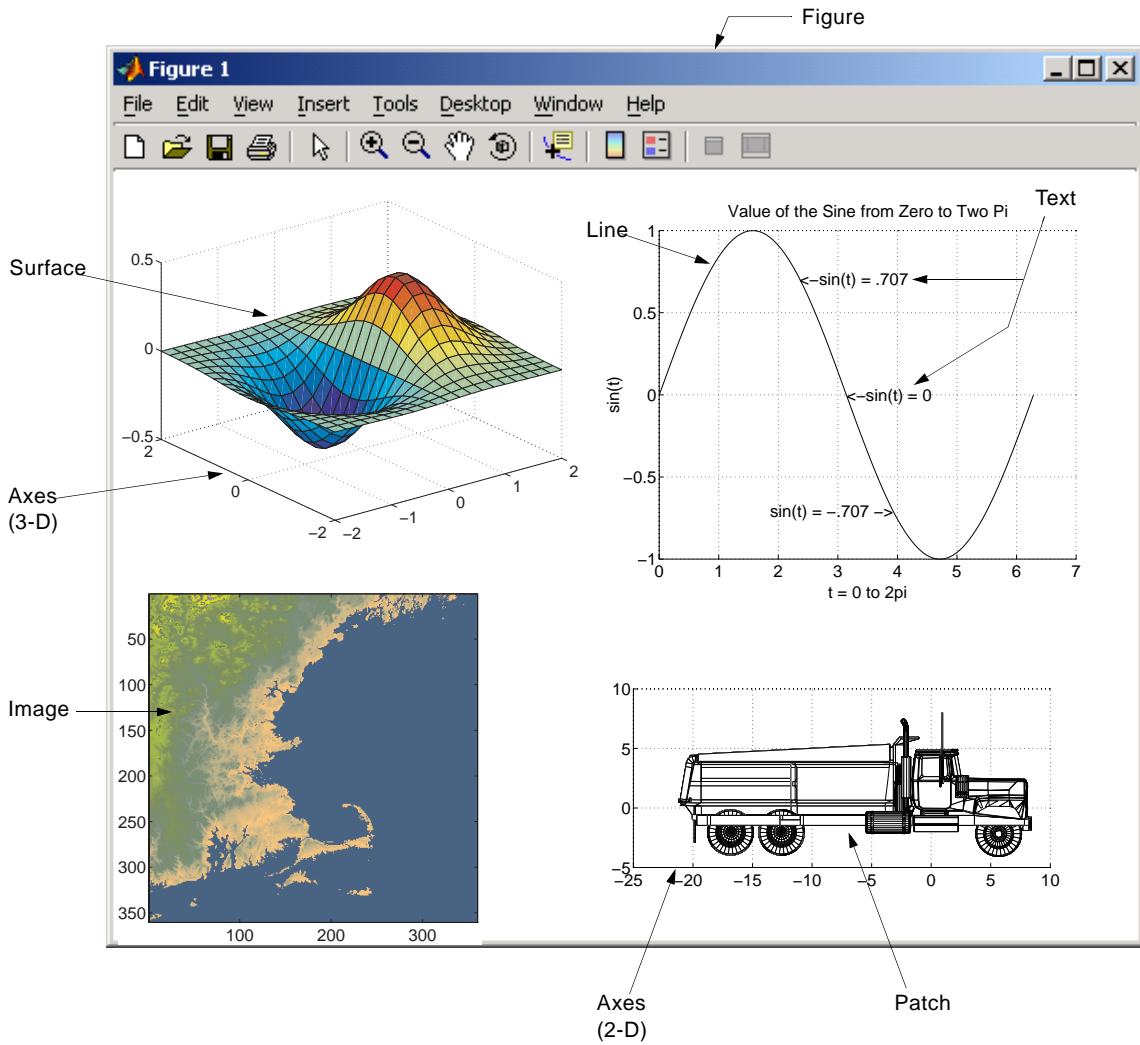 Figure
Figure 1
File Edit View Insert Tools Desktop Window Help
Surface
0.5
0
−0.5
2
0
−2
−2
−1
0
1
2
Axes
(3-D)
Text
Value of the Sine from Zero to Two Pi
Line
1
0.5
0
−0.5
−1
sin(t)
<−sin(t) = .707
<−sin(t) = 0
sin(t) = −.707 −>
0 1 2 3 4 5 6 7
t = 0 to 2pi
Image
50
100
150
200
250
300
350
100 200 300
10
5
0
−5
−25 −20 −15 −10 −5 0 5 10
Axes
(2-D)
Patch